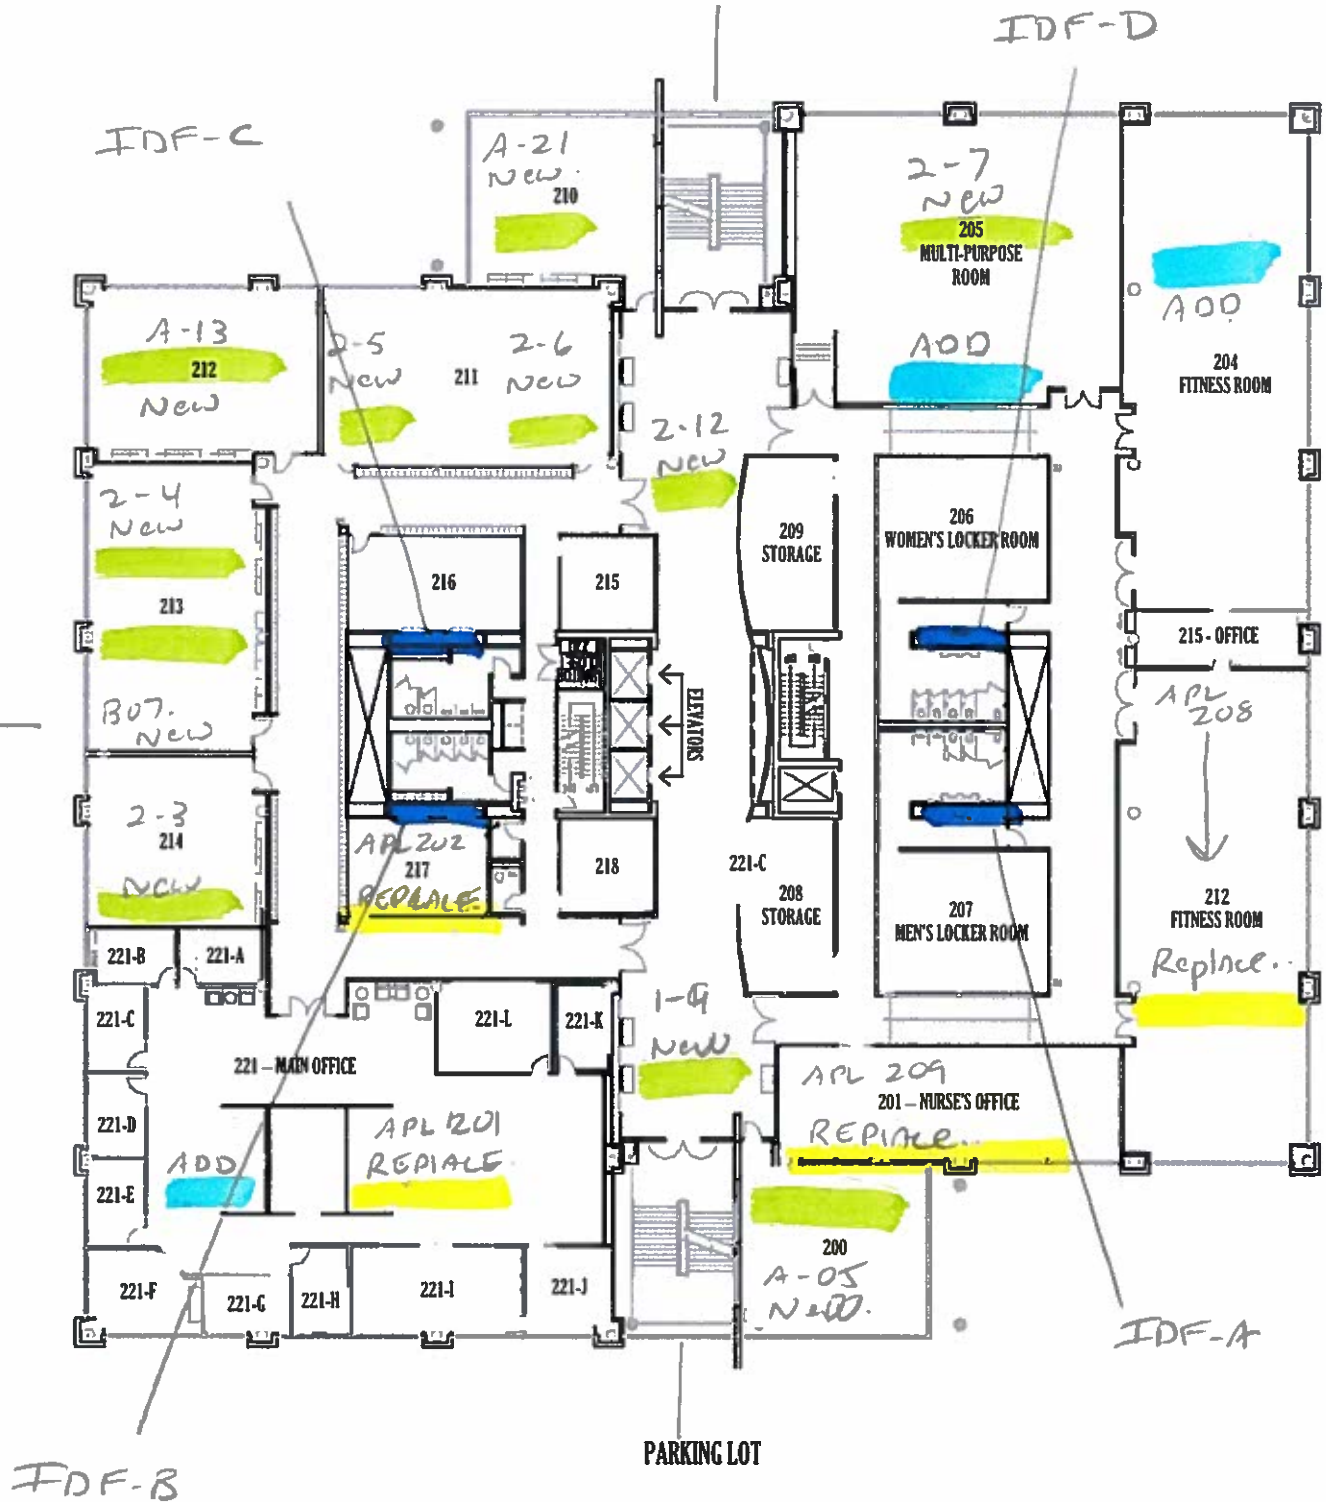 IDF-D
IDF-C
A-21
New.
210
2-7
New
205
MULTI-PURPOSE
ROOM
ADD
ADD
204
FITNESS ROOM
A-13
212
New
2-5
New
211
2-6
New
2-12
New
2-4
New
213
B07.
New
216
215
209
STORAGE
206
WOMEN'S LOCKER ROOM
215 - OFFICE
ELEVATORS
APL
208
2-3
214
New
APL202
217
REPLACE
218
221-C
208
STORAGE
207
MEN'S LOCKER ROOM
212
FITNESS ROOM
Replace..
221-B
221-A
221-C
221-L
221-K
New
221 – MAIN OFFICE
APL 209
201 – NURSE'S OFFICE
REPLACE..
221-D
APL 1201
REPLACE
ADD
221-E
200
A-05
New.
221-F
221-G
221-H
221-I
221-J
IDF-A
PARKING LOT
IDF-B